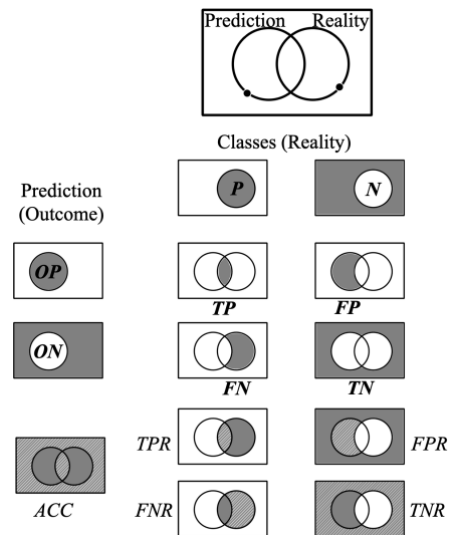 Prediction Reality
Classes (Reality)
Prediction
(Outcome)
P N
OP
TP FP
ON
FN TN
TPR FPR
ACC FNR TNR